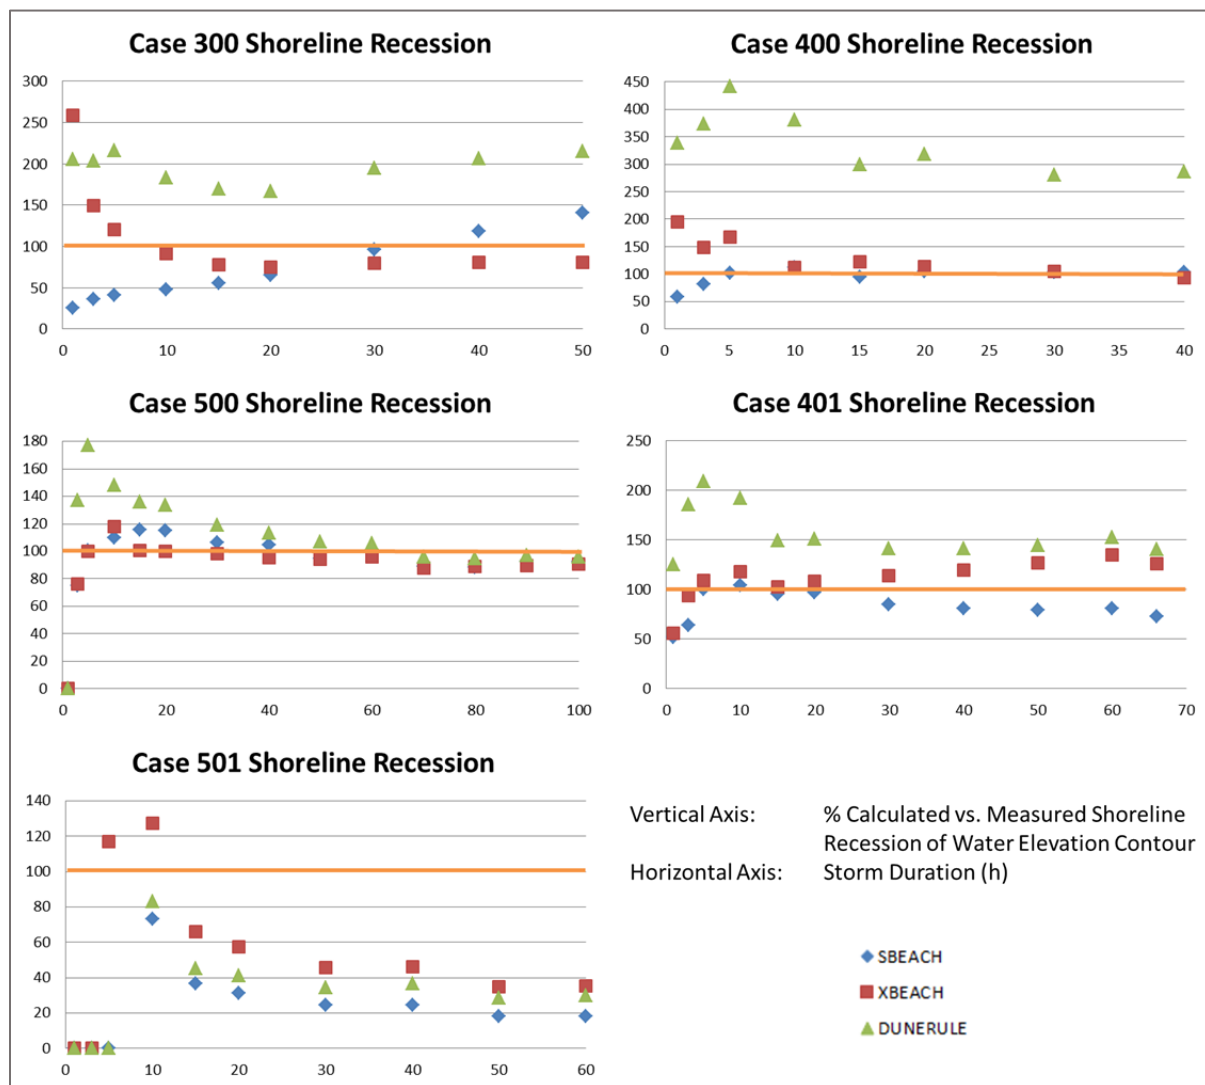 Case 300 Shoreline Recession
300
250
200
150
100
50
0
0 10 20 30 40 50
Case 400 Shoreline Recession
450
400
350
300
250
200
150
100
50
0
0 5 10 15 20 25 30 35 40
Case 500 Shoreline Recession
180
160
140
120
100
80
60
40
20
0
0 20 40 60 80 100
Case 401 Shoreline Recession
250
200
150
100
50
0
0 10 20 30 40 50 60 70
Case 501 Shoreline Recession
140
120
100
80
60
40
20
0
0 10 20 30 40 50 60
Vertical Axis: % Calculated vs. Measured Shoreline
Recession of Water Elevation Contour
Horizontal Axis: Storm Duration (h)
SBEACH
XBEACH
DUNERULE